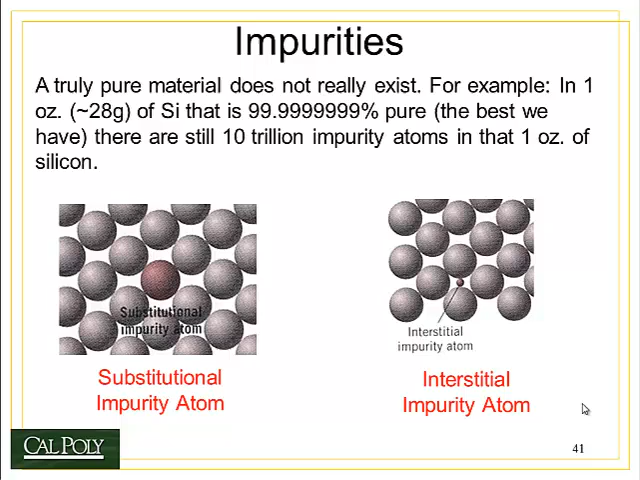 Impurities
A truly pure material does not really exist. For example: In 1
oz. (~28g) of Si that is 99.9999999% pure (the best we
have) there are still 10 trillion impurity atoms in that 1 oz. of
silicon.
Substitutional
impurity atom
Interstitial
impurity atom
Substitutional
Impurity Atom
Interstitial
Impurity Atom
CAL POLY
41